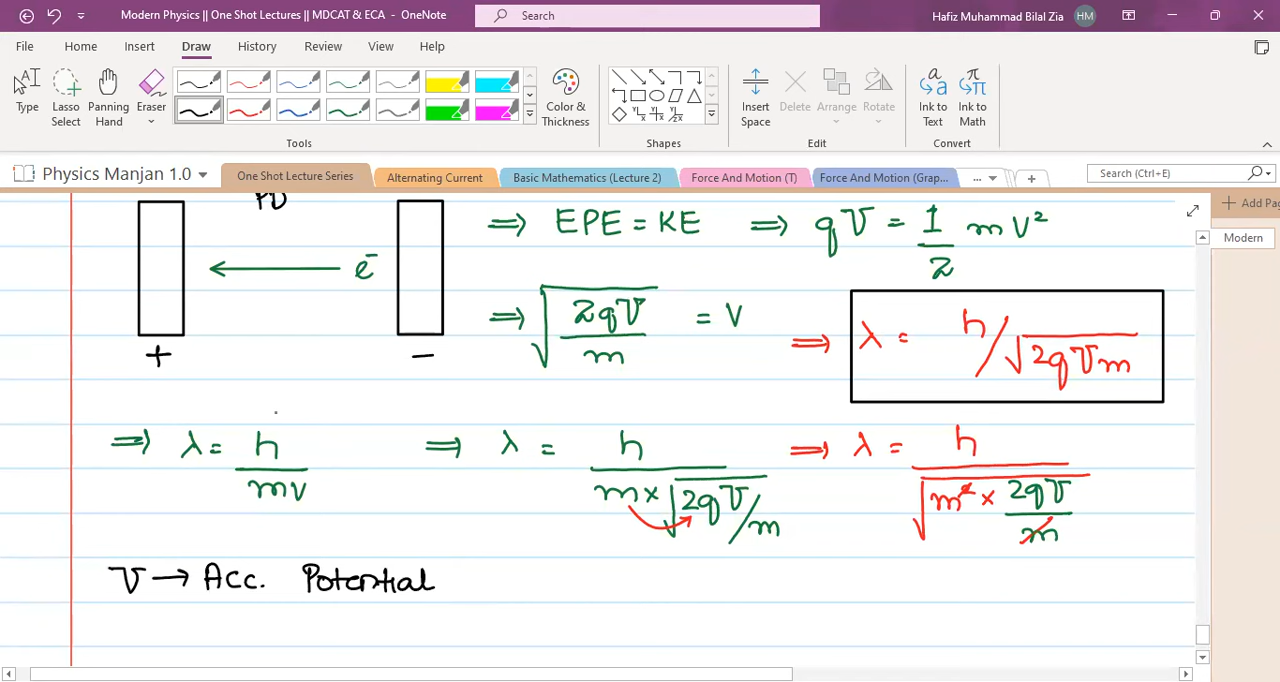 Modern Physics || One Shot Lectures || MDCAT & ECA - OneNote
Search
Hafiz Muhammad Bilal Zia HM
File Home Insert Draw View History Review View Help
Type Lasso Select Panning Hand Eraser Color & Thickness Insert Space Delete Arrange Rotate Ink to Text Ink to Math
Tools Shapes Edit Convert
Physics Manjan 1.0 One Shot Lecture Series Alternating Current Basic Mathematics (Lecture 2) Force And Motion (T) Force And Motion (Grap... ... Search (Ctrl+E)
Add Pag
Modern
PD
⇒ EPE = KE ⇒ qV = 1/2 mv²
e⁻
⇒ √(2qV/m) = v
⇒ λ = h/√(2qVm)
+ −
⇒ λ = h/mv ⇒ λ = h/(m × √(2qV/m)) ⇒ λ = h/√(m² × 2qV/m)
V → Acc. Potential